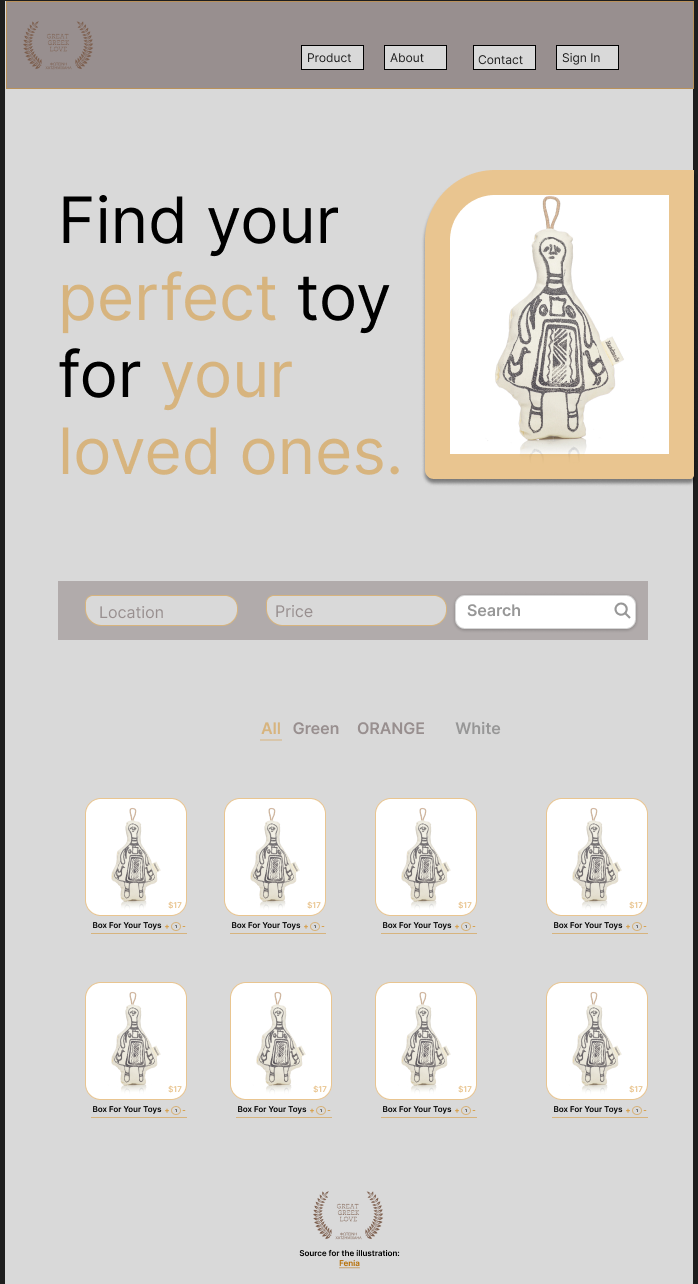 GREAT
GREEK
LOVE
Product
About
Contact
Sign In
Find your
perfect toy
for your
loved ones.
Location
Price
Search
All
Green
ORANGE
White
$17
$17
$17
$17
Box For Your Toys + 1 -
Box For Your Toys + 1 -
Box For Your Toys + 1 -
Box For Your Toys + 1 -
$17
$17
$17
$17
Box For Your Toys + 1 -
Box For Your Toys + 1 -
Box For Your Toys + 1 -
Box For Your Toys + 1 -
GREAT
GREEK
LOVE
Source for the illustration:
Fenia